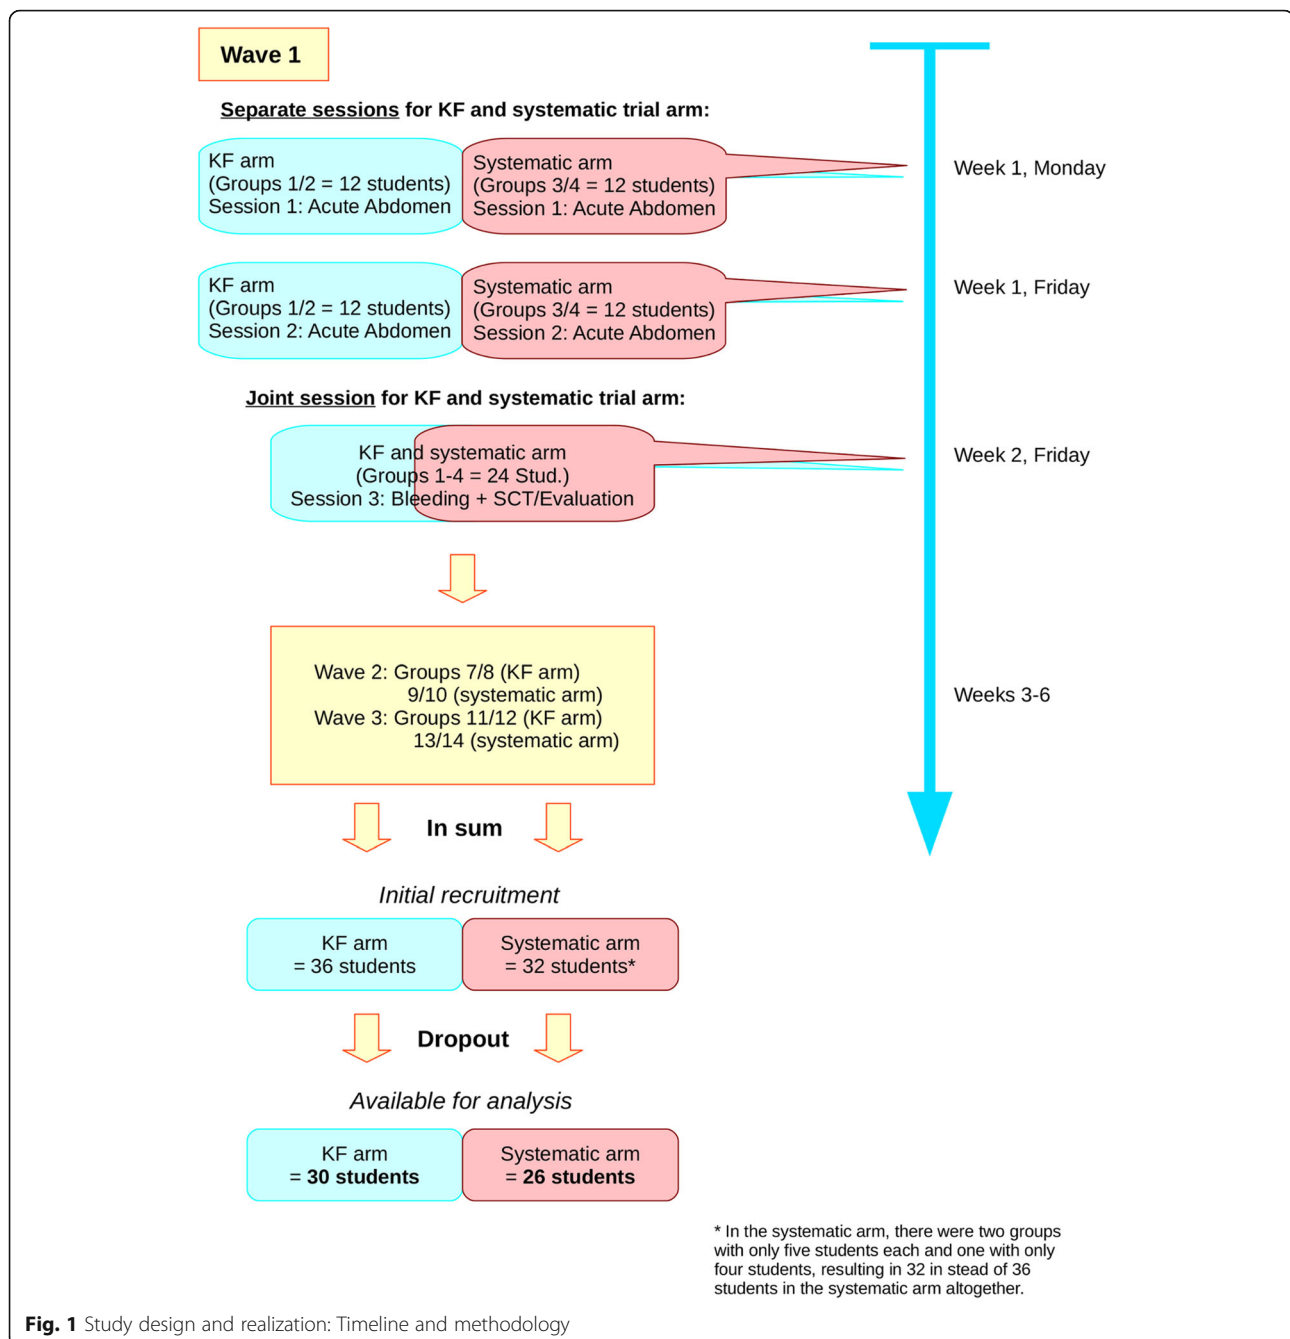 Wave 1
Separate sessions for KF and systematic trial arm:
KF arm
(Groups 1/2 = 12 students)
Session 1: Acute Abdomen
Systematic arm
(Groups 3/4 = 12 students)
Session 1: Acute Abdomen
Week 1, Monday
KF arm
(Groups 1/2 = 12 students)
Session 2: Acute Abdomen
Systematic arm
(Groups 3/4 = 12 students)
Session 2: Acute Abdomen
Week 1, Friday
Joint session for KF and systematic trial arm:
KF and systematic arm
(Groups 1-4 = 24 Stud.)
Session 3: Bleeding + SCT/Evaluation
Week 2, Friday
Wave 2: Groups 7/8 (KF arm)
9/10 (systematic arm)
Wave 3: Groups 11/12 (KF arm)
13/14 (systematic arm)
Weeks 3-6
In sum
Initial recruitment
KF arm
= 36 students
Systematic arm
= 32 students*
Dropout
Available for analysis
KF arm
= 30 students
Systematic arm
= 26 students
* In the systematic arm, there were two groups
with only five students each and one with only
four students, resulting in 32 in stead of 36
students in the systematic arm altogether.
Fig. 1 Study design and realization: Timeline and methodology